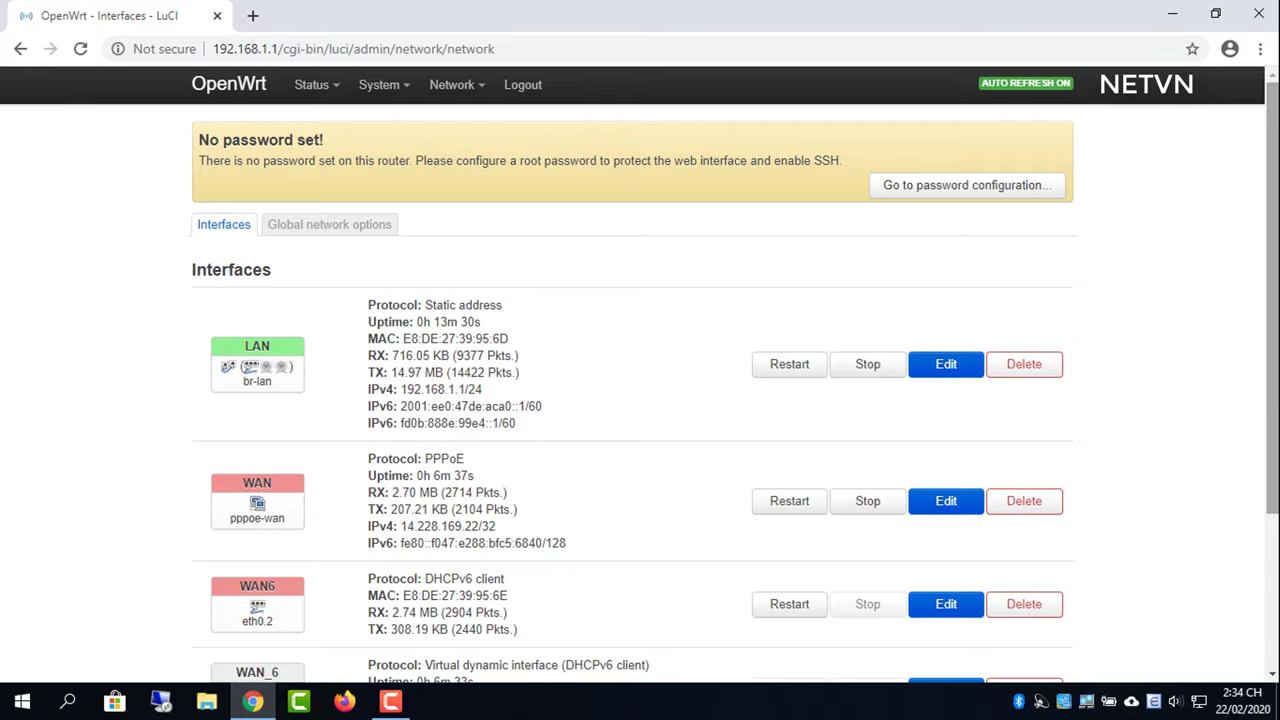 OpenWrt - Interfaces - LuCI
Not secure
192.168.1.1/cgi-bin/luci/admin/network/network
OpenWrt
Status
System
Network
Logout
AUTO REFRESH ON
NETVN
No password set!
There is no password set on this router. Please configure a root password to protect the web interface and enable SSH.
Go to password configuration...
Interfaces
Global network options
Interfaces
LAN
br-lan
Protocol: Static address
Uptime: 0h 13m 30s
MAC: E8:DE:27:39:95:6D
RX: 716.05 KB (9377 Pkts.)
TX: 14.97 MB (14422 Pkts.)
IPv4: 192.168.1.1/24
IPv6: 2001:ee0:47de:aca0::1/60
IPv6: fd0b:888e:99e4::1/60
Restart
Stop
Edit
Delete
WAN
pppoe-wan
Protocol: PPPoE
Uptime: 0h 6m 37s
RX: 2.70 MB (2714 Pkts.)
TX: 207.21 KB (2104 Pkts.)
IPv4: 14.228.169.22/32
IPv6: fe80::f047:e288:bfc5:6840/128
Restart
Stop
Edit
Delete
WAN6
eth0.2
Protocol: DHCPv6 client
MAC: E8:DE:27:39:95:6E
RX: 2.74 MB (2904 Pkts.)
TX: 308.19 KB (2440 Pkts.)
Restart
Stop
Edit
Delete
WAN_6
Protocol: Virtual dynamic interface (DHCPv6 client)
Uptime: 0h 6m 33s
2:34 CH
22/02/2020